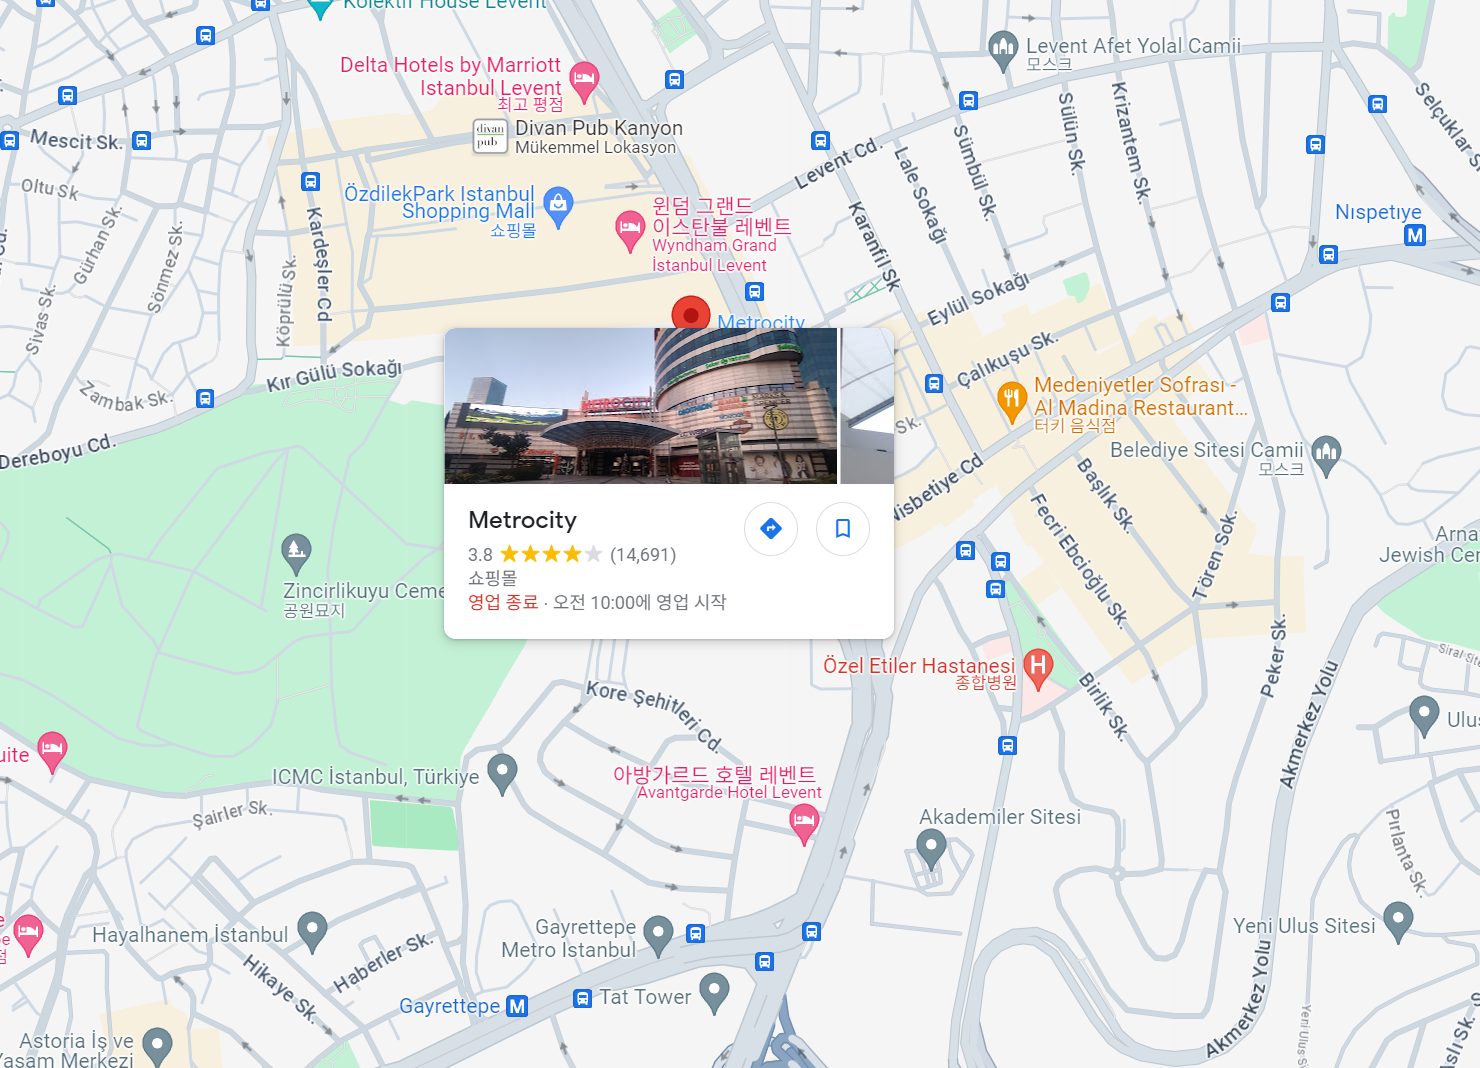 Kolektif House Levent
Delta Hotels by Marriott
Istanbul Levent
최고 평점
divan
pub
Divan Pub Kanyon
Mükemmel Lokasyon
Levent Afet Yolal Camii
모스크
Mescit Sk.
Oltu Sk
Gürhan Sk.
Sönmez Sk.
Sivas Sk.
Köprülü Sk.
Kardeşler Cd
ÖzdilekPark Istanbul
Shopping Mall
쇼핑몰
윈덤 그랜드
이스탄불 레벤트
Wyndham Grand
İstanbul Levent
Levent Cd.
Karanfil Sk
Lale Sokağı
Sümbül Sk.
Sülün Sk.
Krizantem Sk.
Selçuklar S
Nıspetıye
M
Eylül Sokağı
Çalıkuşu Sk.
Metrocity
Kır Gülü Sokağı
Zambak Sk.
Dereboyu Cd.
Medeniyetler Sofrası -
Al Madina Restaurant...
터키 음식점
Belediye Sitesi Camii
모스크
Sk.
Nisbetiye Cd
Başlık Sk.
Fecri Ebcioğlu Sk.
Tören Sok.
Arna
Jewish Cer
METROCITY
Metrocity
3.8
(14,691)
쇼핑몰
영업 종료 · 오전 10:00에 영업 시작
Zincirlikuyu Ceme
공원묘지
Özel Etiler Hastanesi
종합병원
H
Peker Sk.
Birlik Sk.
Akmerkez Yolu
Siral Site
Ulus
Kore Şehitleri Cd.
uite
ICMC İstanbul, Türkiye
Şairler Sk.
아방가르드 호텔 레벤트
Avantgarde Hotel Levent
Akademiler Sitesi
Pırlanta Sk.
Hayalhanem İstanbul
Gayrettepe
Metro Istanbul
Yeni Ulus Sitesi
Haberler Sk.
Hikaye Sk.
Gayrettepe
M
Tat Tower
Akmerkez Yolu
Yeni Ulus Si
Aslı Sk. S
Astoria İş ve
Yasam Merkezi